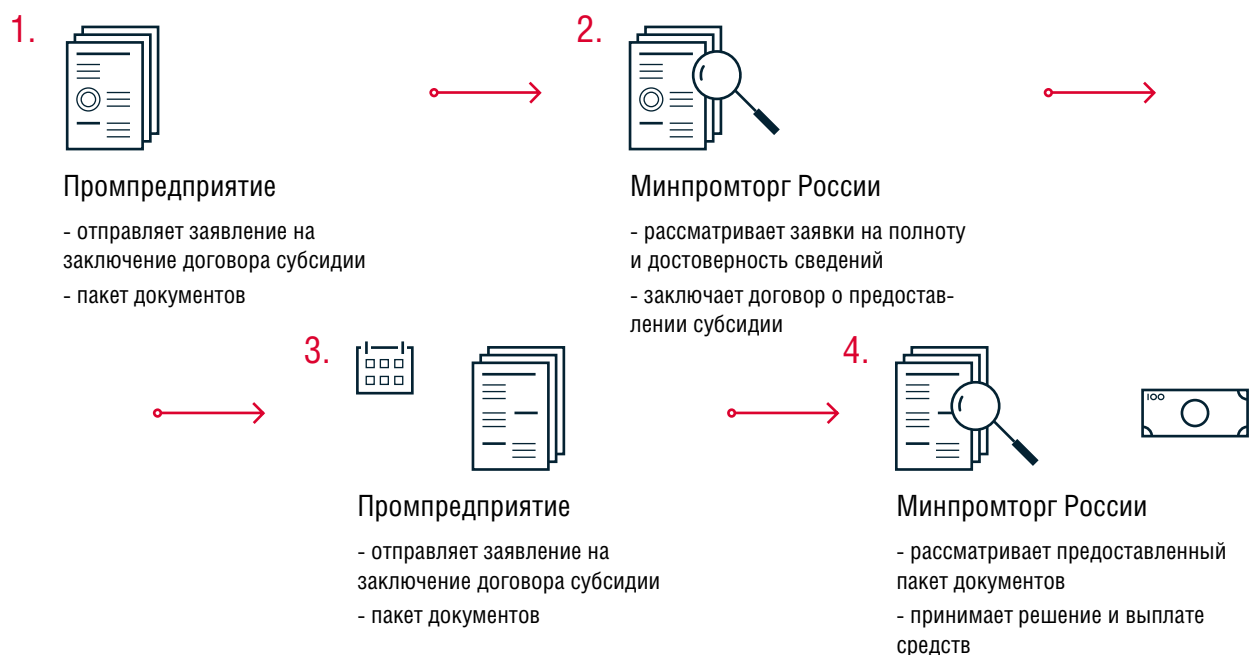 1.
Промпредприятие
- отправляет заявление на
заключение договора субсидии
- пакет документов
2.
Минпромторг России
- рассматривает заявки на полноту
и достоверность сведений
- заключает договор о предостав-
лении субсидии
3.
Промпредприятие
- отправляет заявление на
заключение договора субсидии
- пакет документов
4.
100
Минпромторг России
- рассматривает предоставленный
пакет документов
- принимает решение и выплате
средств